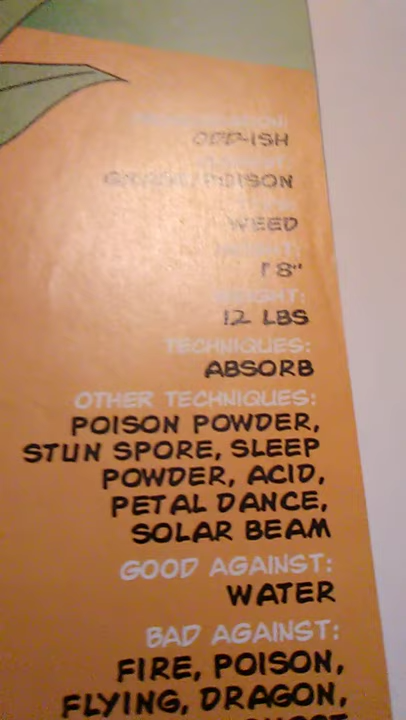 ODD-ISH
GRASS/POISON
WEED
1' 8"
WEIGHT:
12 LBS
TECHNIQUES:
ABSORB
OTHER TECHNIQUES:
POISON POWDER,
STUN SPORE, SLEEP
POWDER, ACID,
PETAL DANCE,
SOLAR BEAM
GOOD AGAINST:
WATER
BAD AGAINST:
FIRE, POISON,
FLYING, DRAGON,